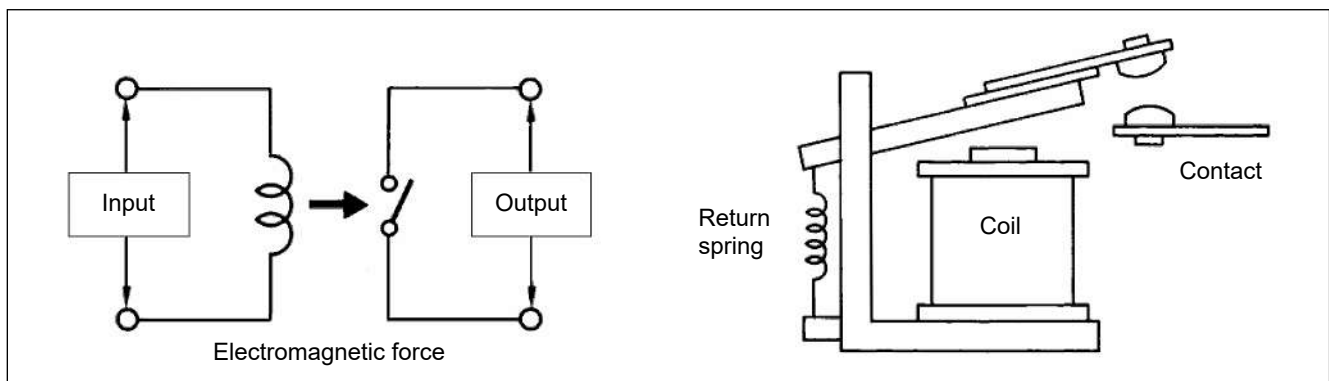 Input
Output
Electromagnetic force
Return
spring
Coil
Contact